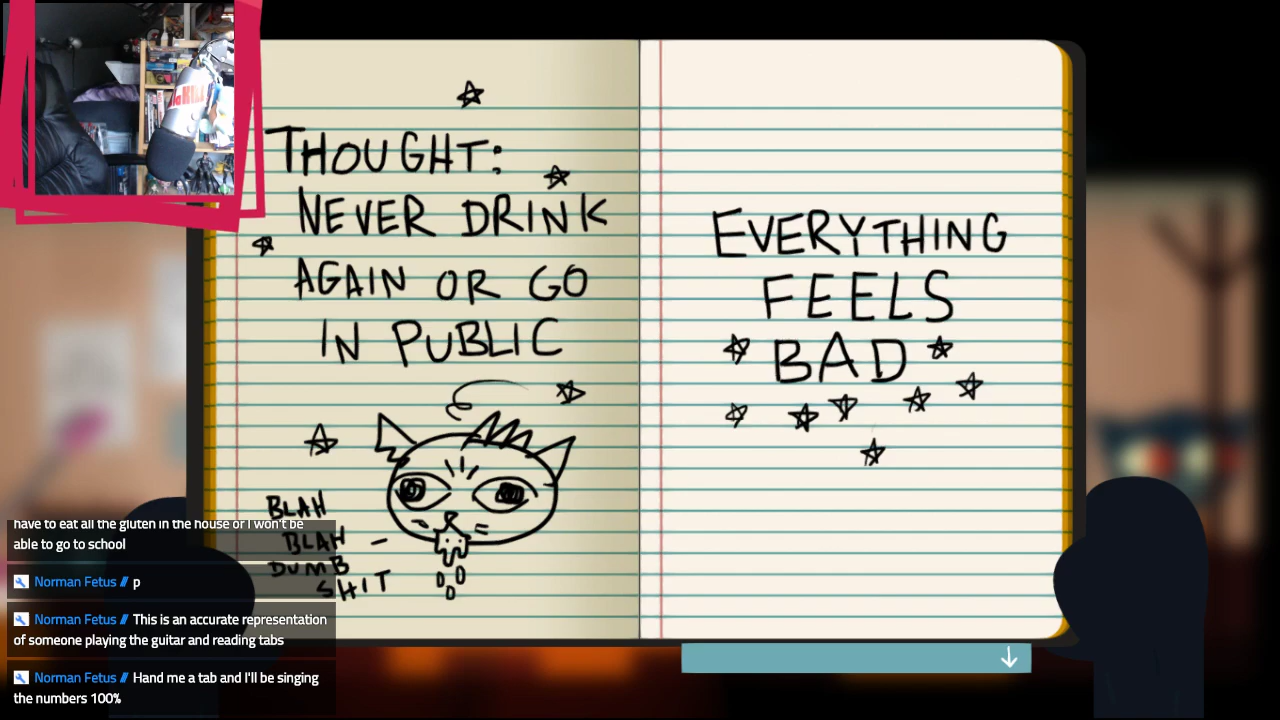 THOUGHT:
NEVER DRINK
AGAIN OR GO
IN PUBLIC
BLAH
BLAH
DUMB
SHIT
EVERYTHING
FEELS
BAD
have to eat all the gluten in the house or I won't be
able to go to school
Norman Fetus // p
Norman Fetus // This is an accurate representation
of someone playing the guitar and reading tabs
Norman Fetus // Hand me a tab and I'll be singing
the numbers 100%